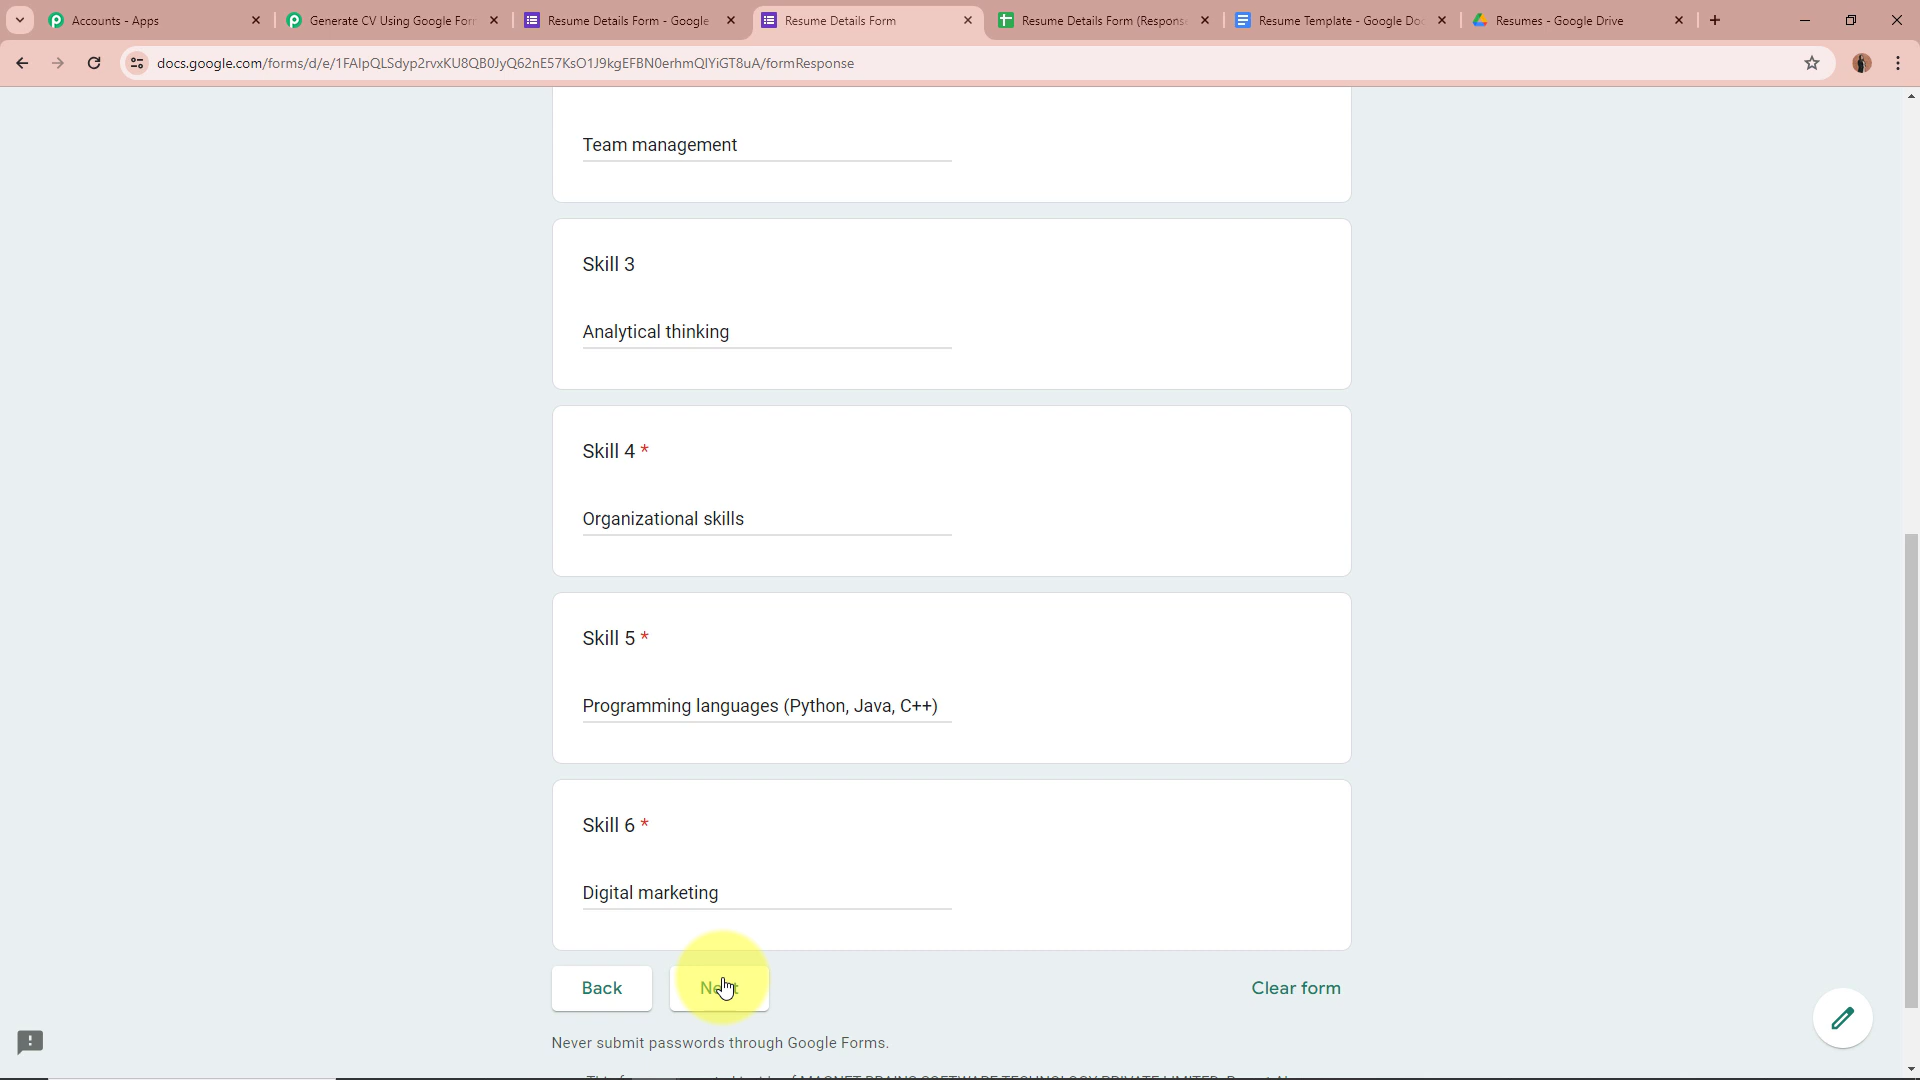 Accounts - Apps
Generate CV Using Google For
Resume Details Form - Google
Resume Details Form
Resume Details Form (Respons
Resume Template - Google Doc
Resumes - Google Drive
docs.google.com/forms/d/e/1FAIpQLSdyp2rvxKU8QB0JyQ62nE57KsO1J9kgEFBN0erhmQIYiGT8uA/formResponse
Team management
Skill 3
Analytical thinking
Skill 4 *
Organizational skills
Skill 5 *
Programming languages (Python, Java, C++)
Skill 6 *
Digital marketing
Back
Next
Clear form
Never submit passwords through Google Forms.